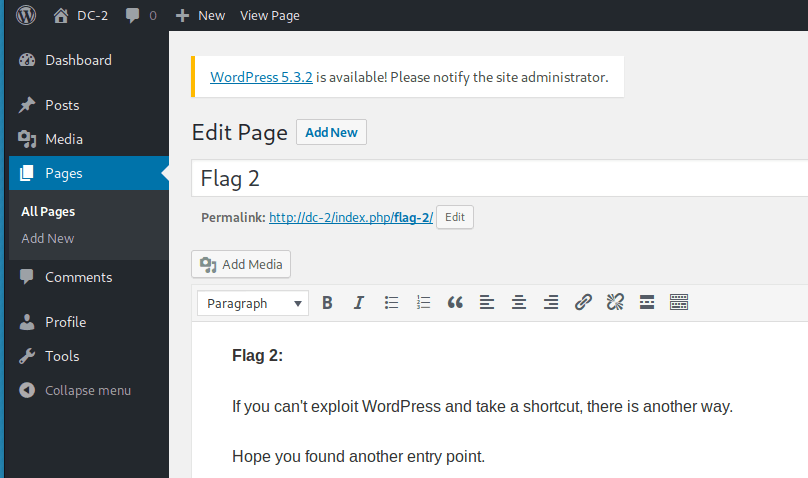 DC-2 0 New View Page
Dashboard
Posts
Media
Pages
All Pages
Add New
Comments
Profile
Tools
Collapse menu
WordPress 5.3.2 is available! Please notify the site administrator.
Edit Page Add New
Flag 2
Permalink: http://dc-2/index.php/flag-2/ Edit
Add Media
Paragraph B I
Flag 2:
If you can't exploit WordPress and take a shortcut, there is another way.
Hope you found another entry point.